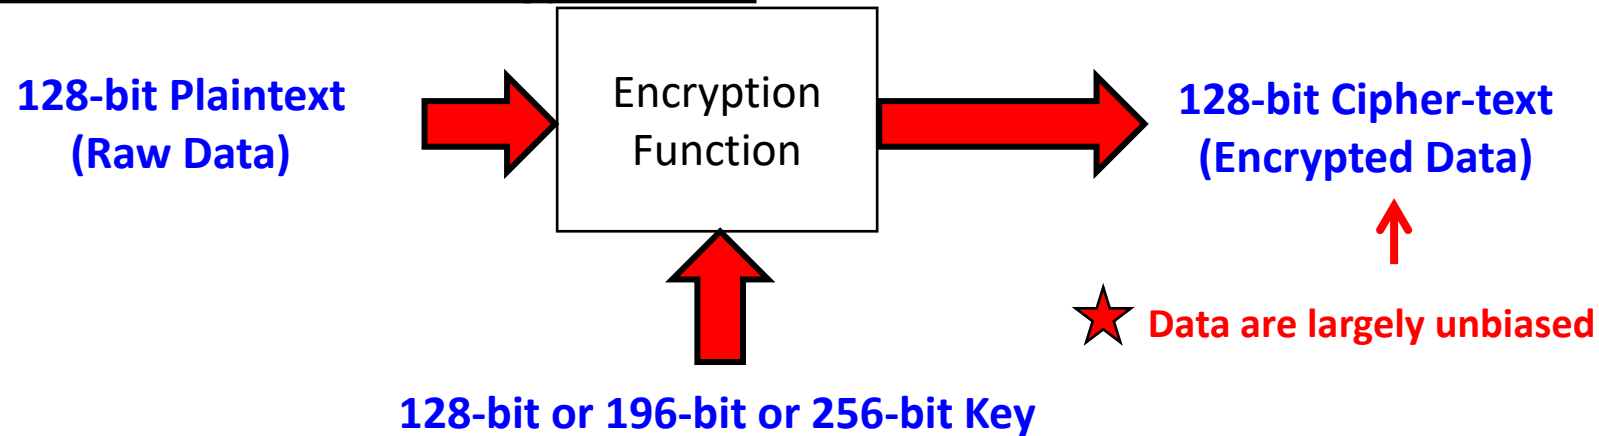 128-bit Plaintext
(Raw Data)
Encryption
Function
128-bit Cipher-text
(Encrypted Data)
Data are largely unbiased
128-bit or 196-bit or 256-bit Key